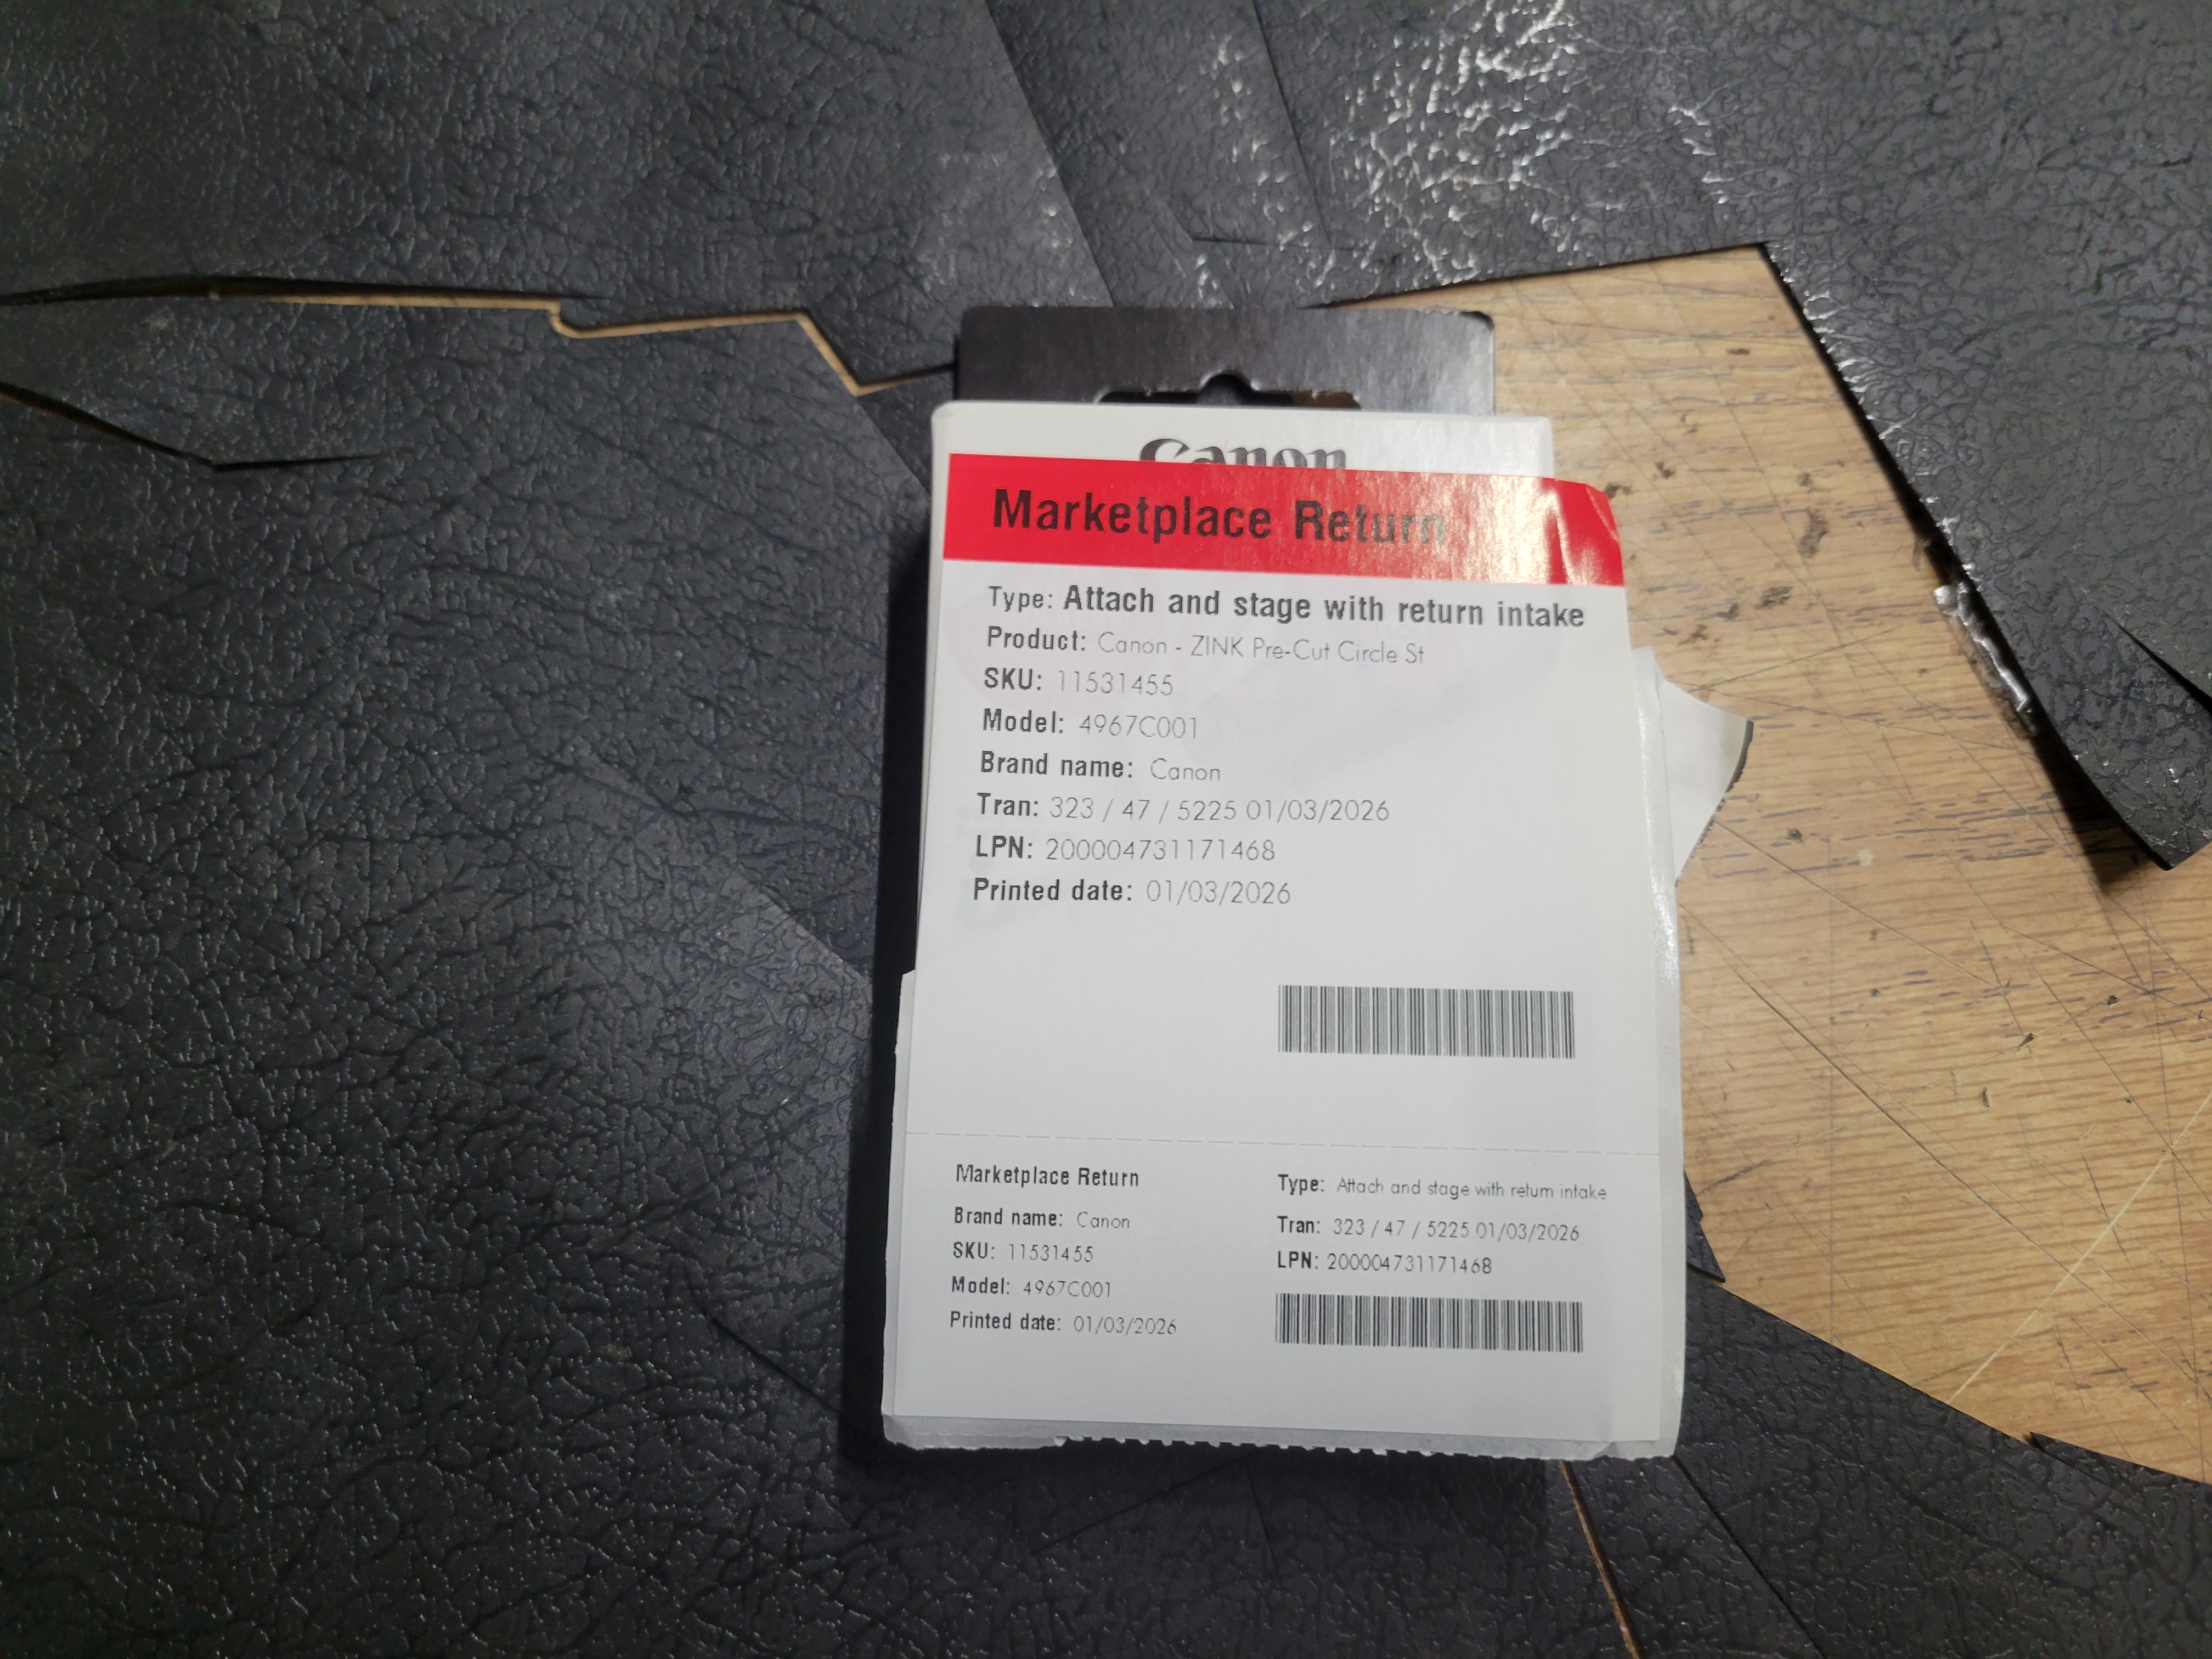 Canon
Marketplace Return
Type: Attach and stage with return intake
Product: Canon - ZINK Pre-Cut Circle St
SKU: 11531455
Model: 4967C001
Brand name: Canon
Tran: 323 / 47 / 5225 01/03/2026
LPN: 200004731171468
Printed date: 01/03/2026
Marketplace Return
Brand name: Canon
SKU: 11531455
Model: 4967C001
Printed date: 01/03/2026
Type: Attach and stage with return intake
Tran: 323 / 47 / 5225 01/03/2026
LPN: 200004731171468